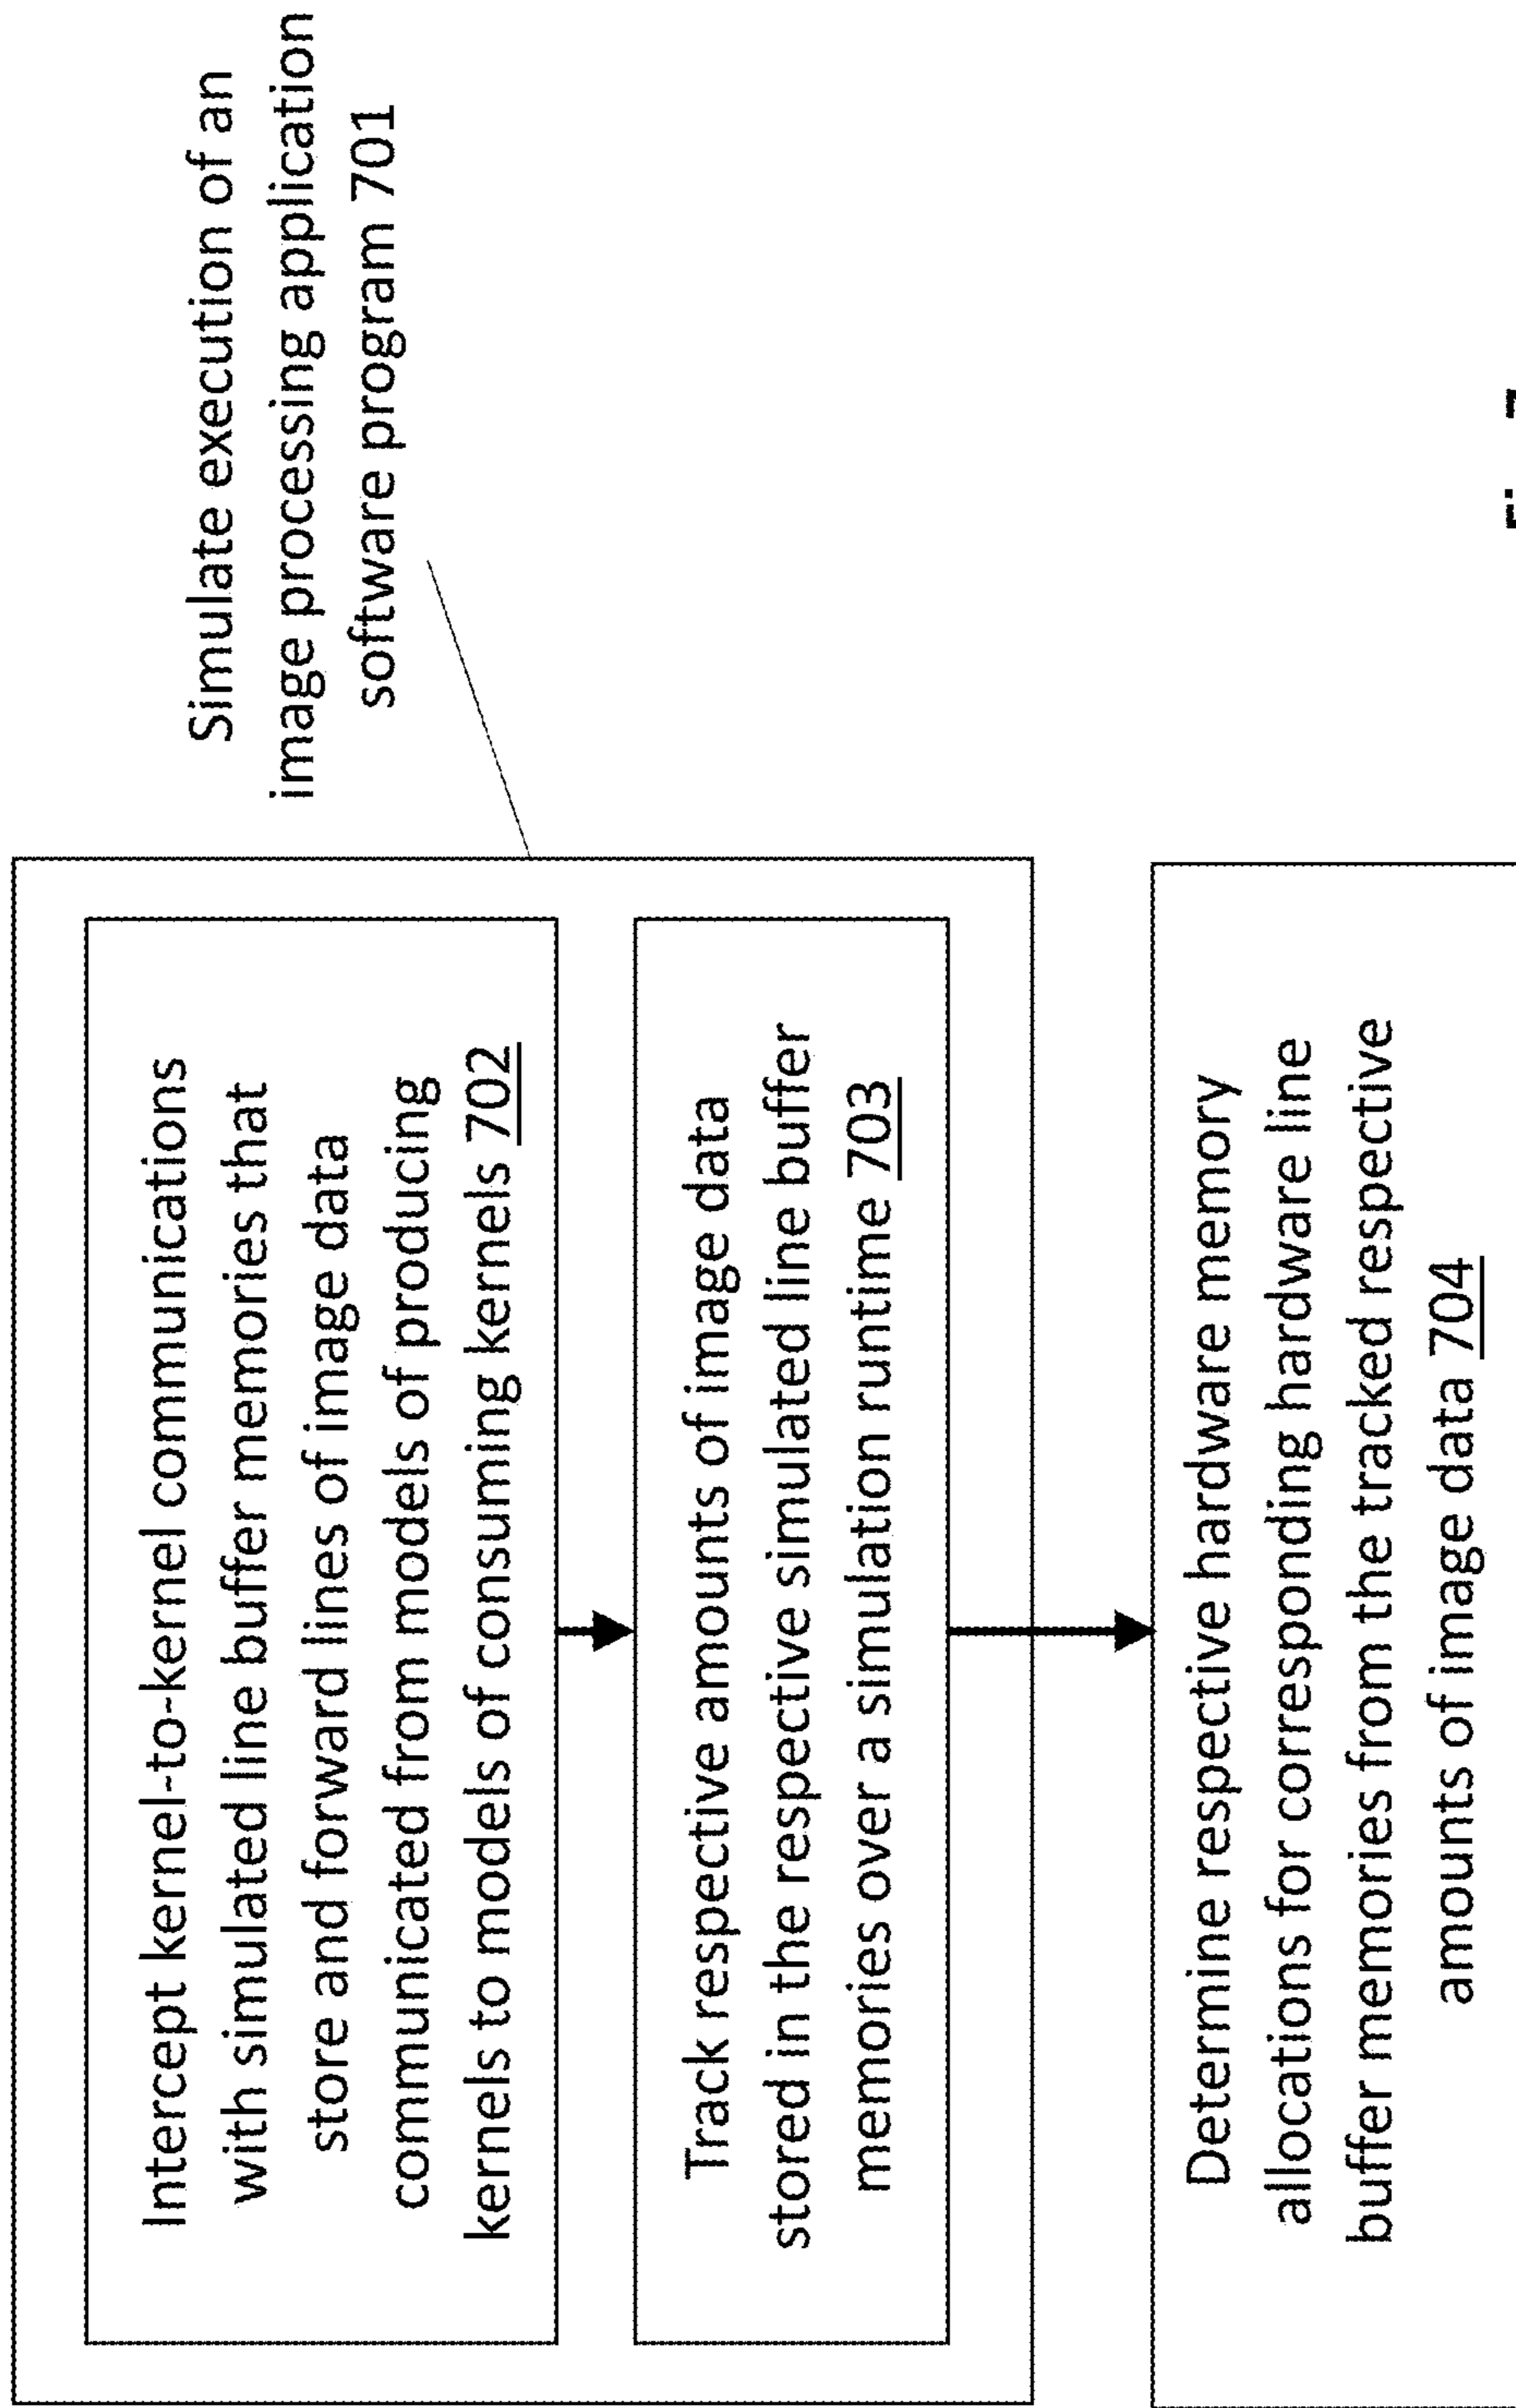 Simulate execution of an
image processing application
software program 701
Intercept kernel-to-kernel communications
with simulated line buffer memories that
store and forward lines of image data
communicated from models of producing
kernels to models of consuming kernels 702
Track respective amounts of image data
stored in the respective simulated line buffer
memories over a simulation runtime 703
Determine respective hardware memory
allocations for corresponding hardware line
buffer memories from the tracked respective
amounts of image data 704